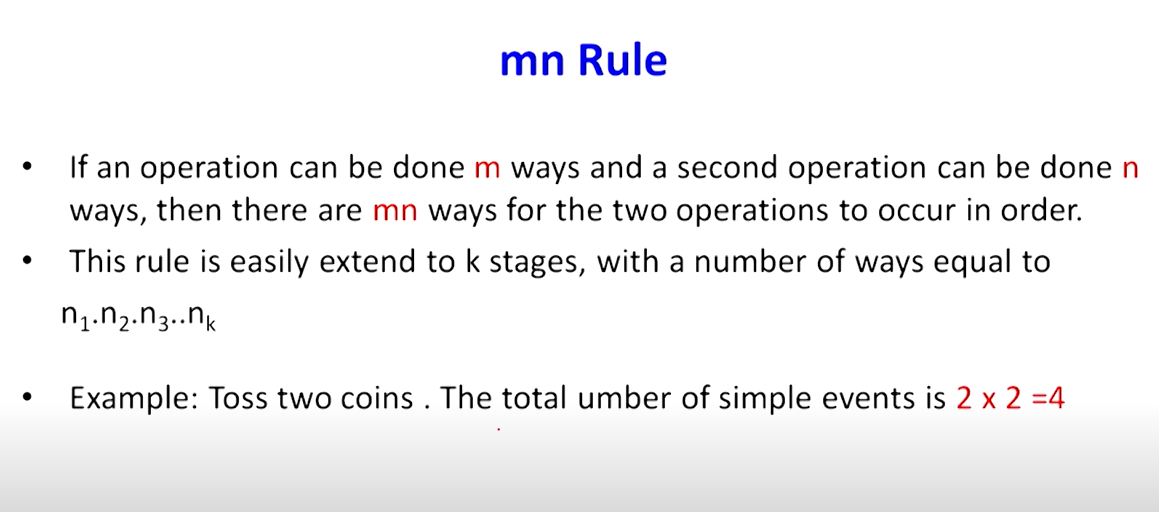 mn Rule
• If an operation can be done m ways and a second operation can be done n
ways, then there are mn ways for the two operations to occur in order.
• This rule is easily extend to k stages, with a number of ways equal to
n₁.n₂.n₃..nₖ
• Example: Toss two coins . The total umber of simple events is 2 x 2 =4